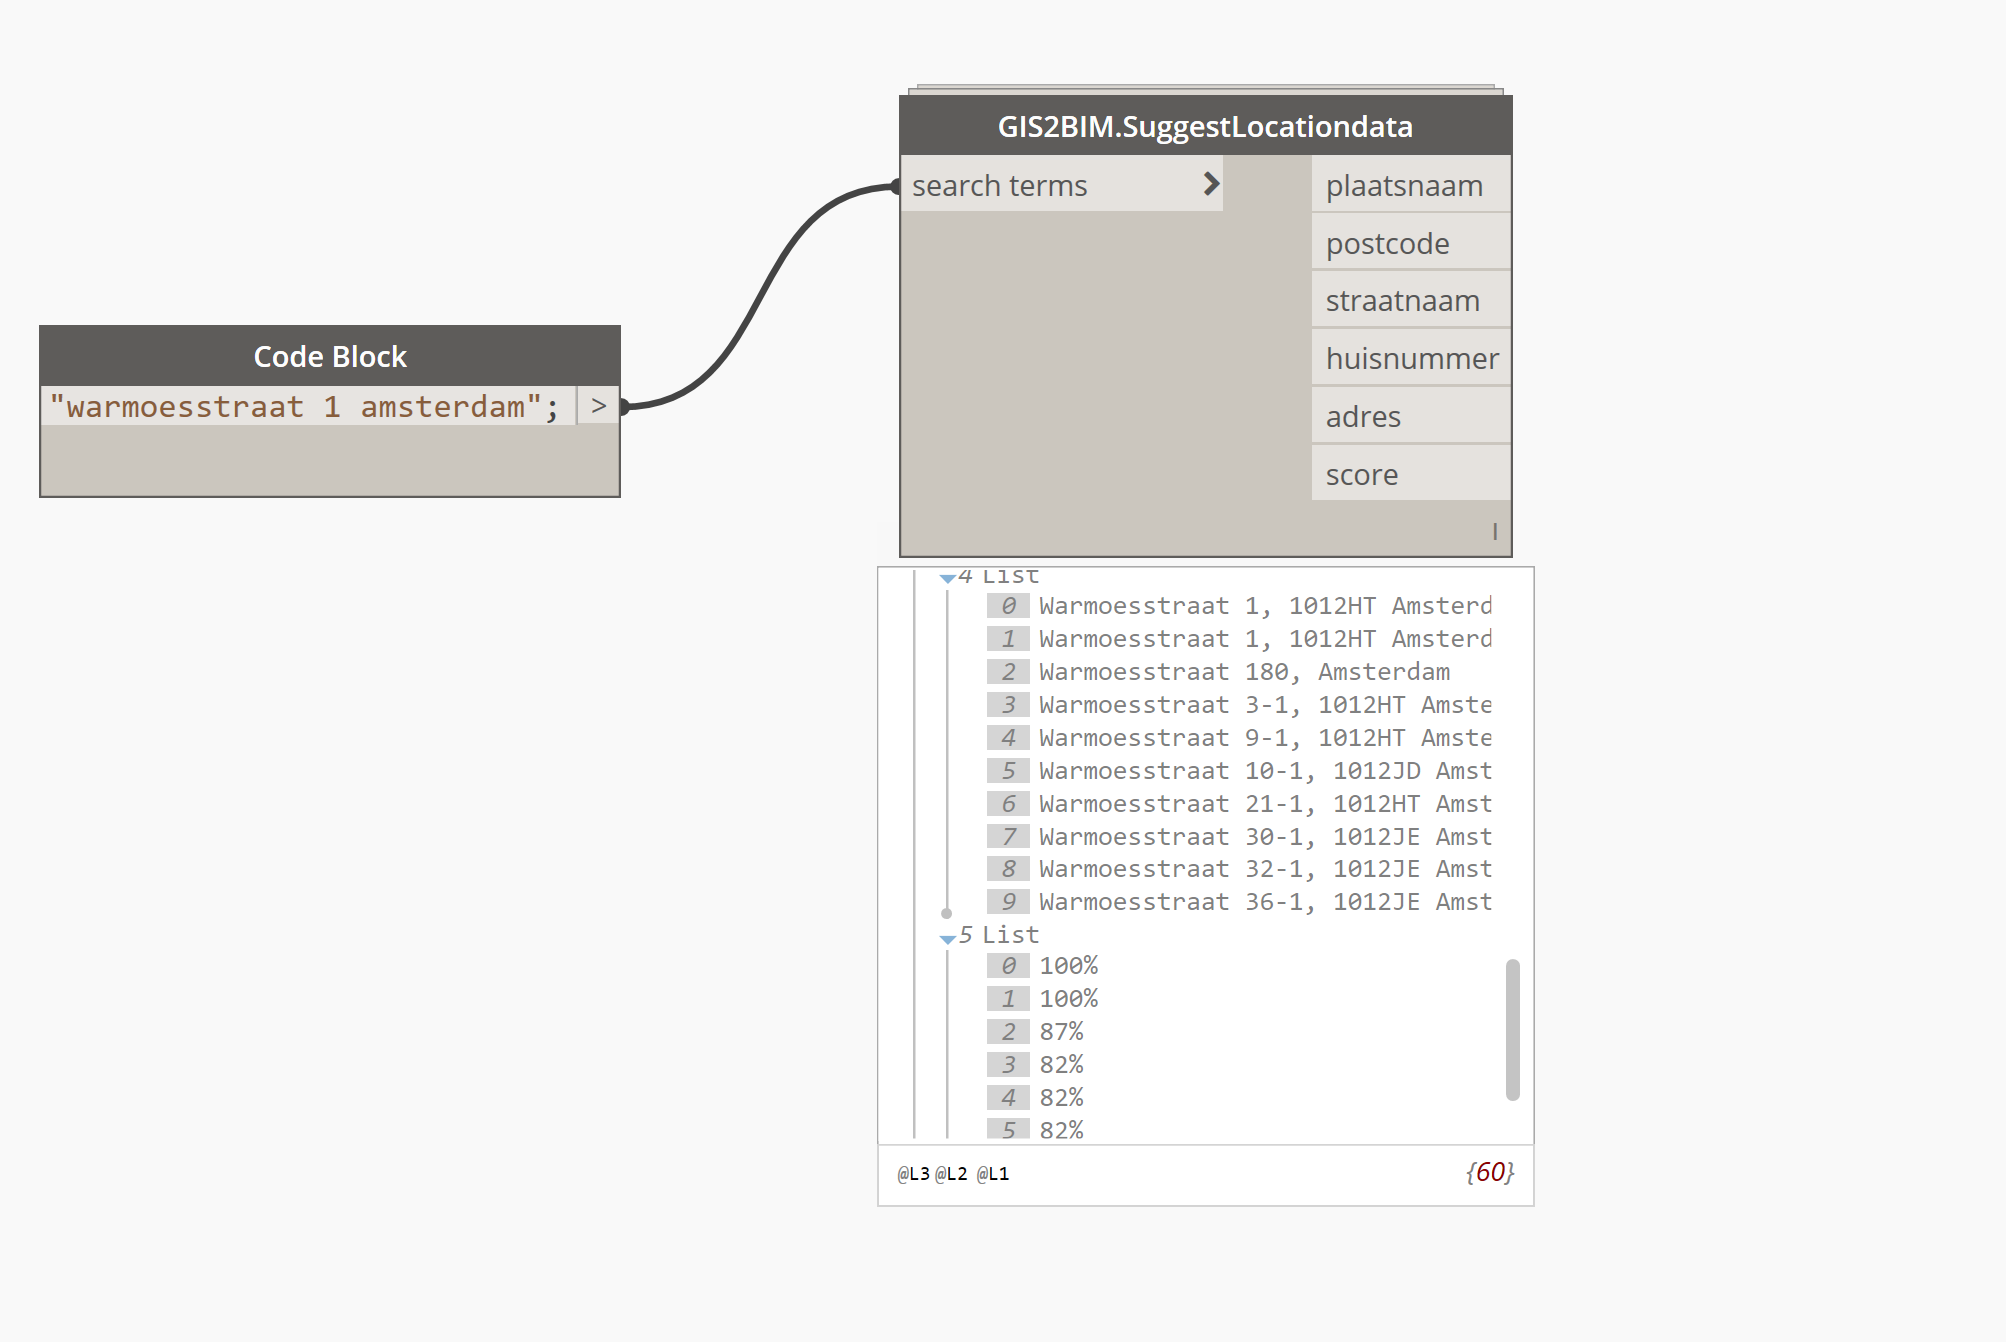 GIS2BIM.SuggestLocationdata
search terms
plaatsnaam
postcode
straatnaam
huisnummer
adres
score
Code Block
"warmoesstraat 1 amsterdam"; >
4 List
0 Warmoesstraat 1, 1012HT Amsterd
1 Warmoesstraat 1, 1012HT Amsterd
2 Warmoesstraat 180, Amsterdam
3 Warmoesstraat 3-1, 1012HT Amste
4 Warmoesstraat 9-1, 1012HT Amste
5 Warmoesstraat 10-1, 1012JD Amst
6 Warmoesstraat 21-1, 1012HT Amst
7 Warmoesstraat 30-1, 1012JE Amst
8 Warmoesstraat 32-1, 1012JE Amst
9 Warmoesstraat 36-1, 1012JE Amst
5 List
0 100%
1 100%
2 87%
3 82%
4 82%
5 82%
@L3 @L2 @L1
{60}